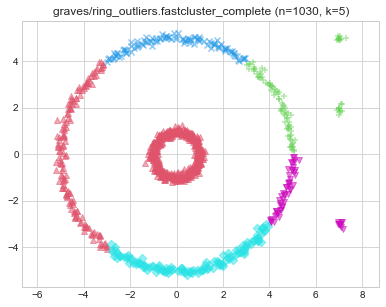 graves/ring_outliers.fastcluster_complete (n=1030, k=5)
4
2
0
−2
−4
−6 −4 −2 0 2 4 6 8